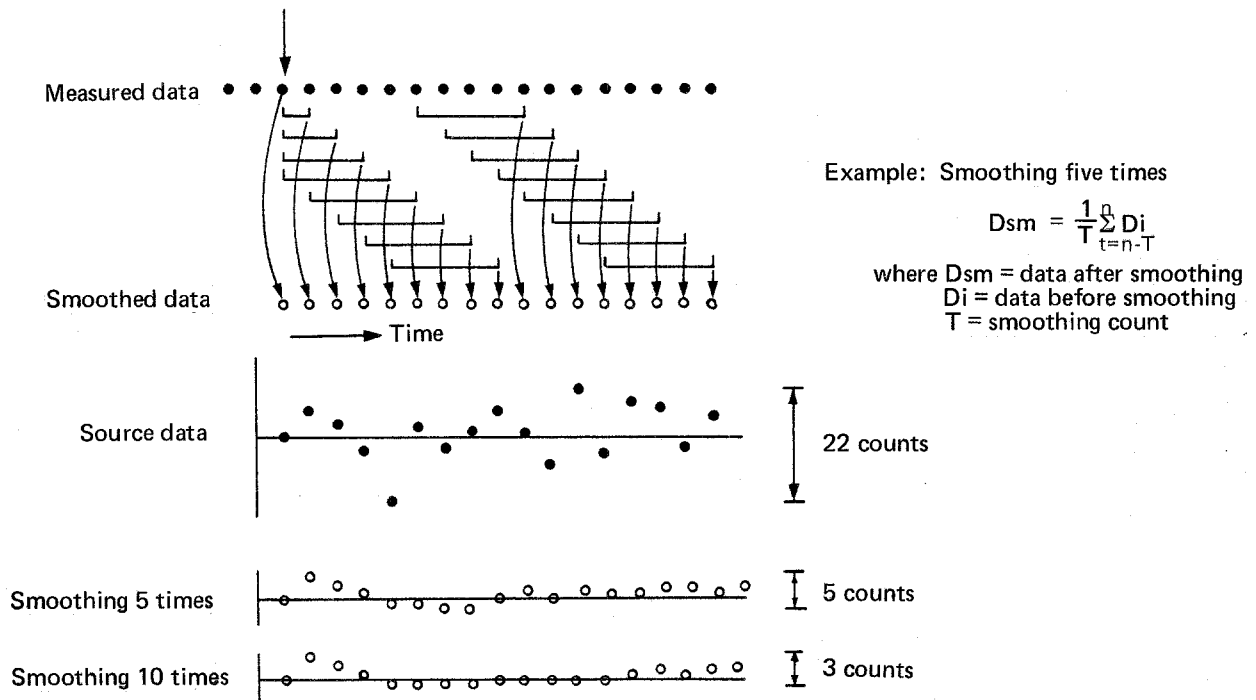 Measured data
Smoothed data
Time
Example: Smoothing five times
Dsm = 1/T Σ Di
n
t=n-T
where Dsm = data after smoothing
Di = data before smoothing
T = smoothing count
Source data
22 counts
Smoothing 5 times
5 counts
Smoothing 10 times
3 counts